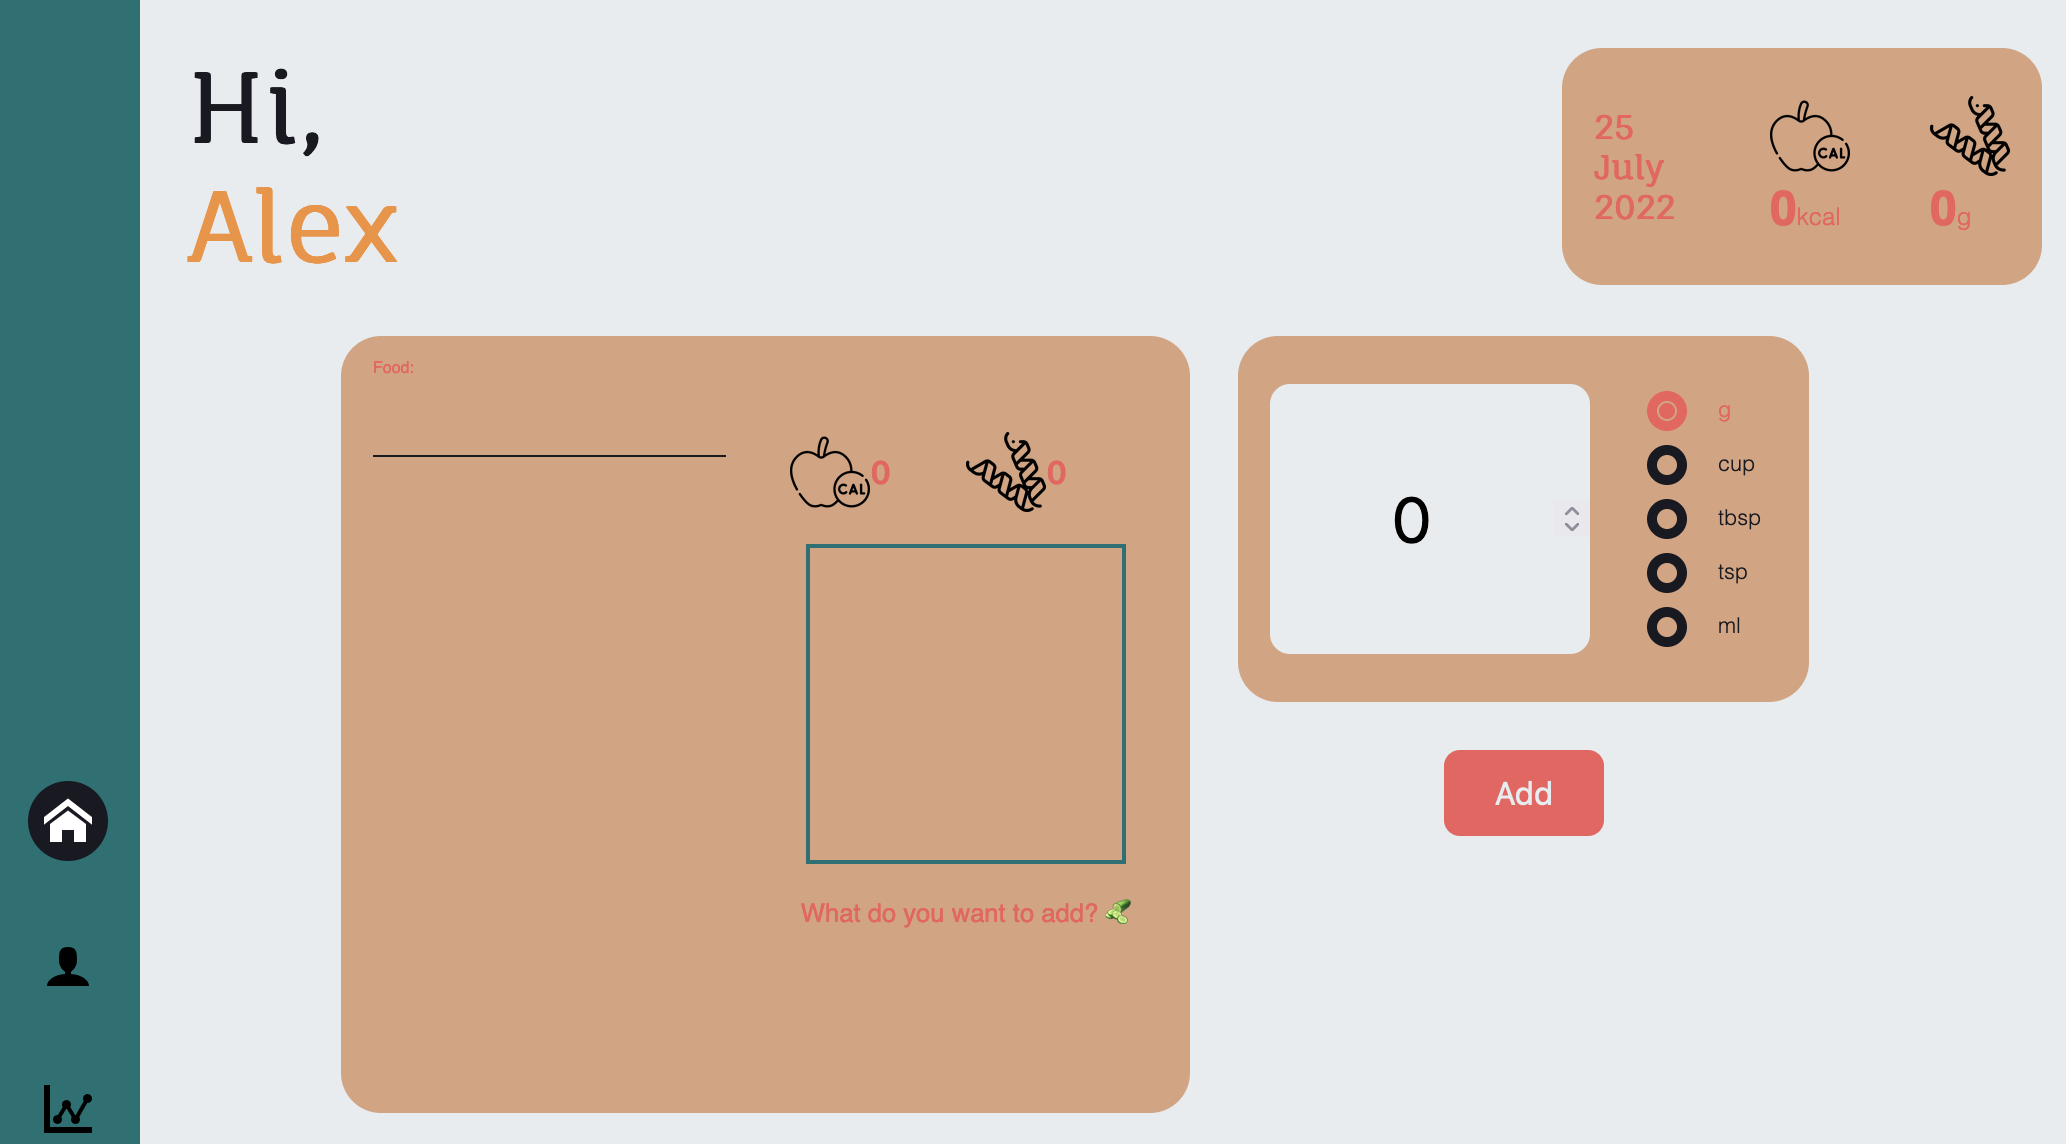 Hi,
Alex
25
July
2022
CAL
0kcal
0g
Food:
CAL
0
0
What do you want to add? 🥒
0
g
cup
tbsp
tsp
ml
Add